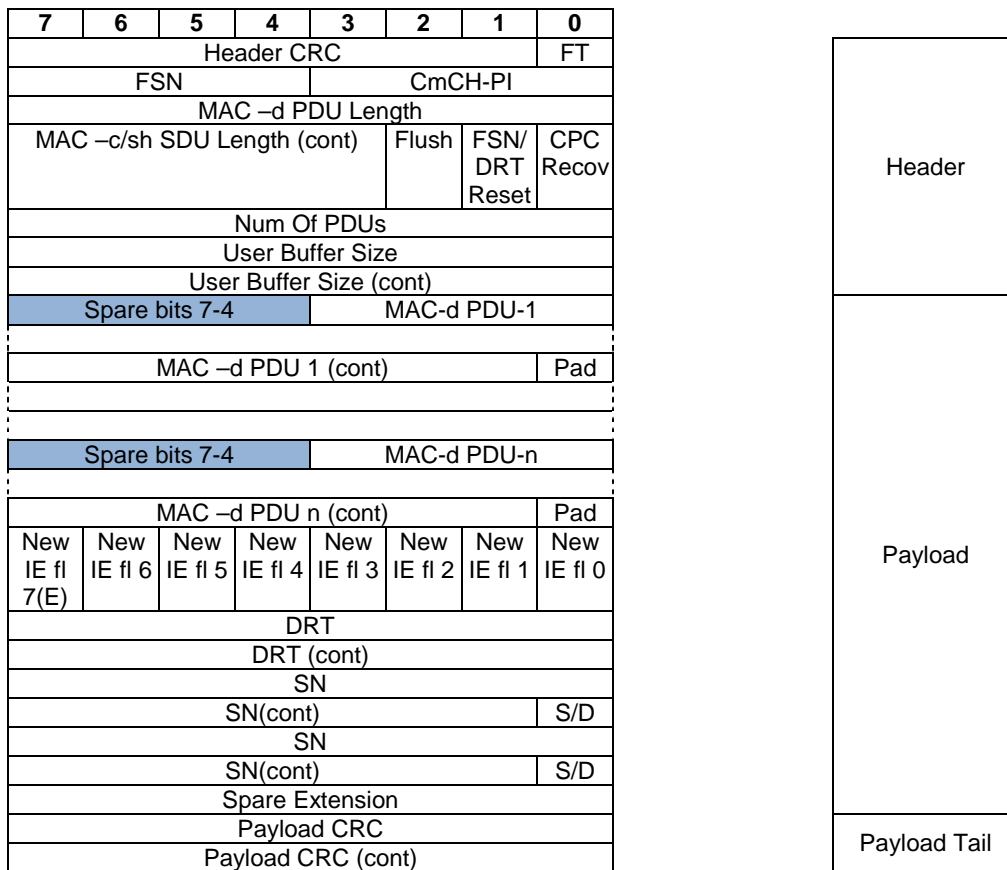 7 6 5 4 3 2 1 0
Header CRC FT
FSN CmCH-PI
MAC –d PDU Length
MAC –c/sh SDU Length (cont) Flush FSN/ DRT Reset CPC Recov
Num Of PDUs
User Buffer Size
User Buffer Size (cont)
Spare bits 7-4 MAC-d PDU-1
MAC –d PDU 1 (cont) Pad
Spare bits 7-4 MAC-d PDU-n
MAC –d PDU n (cont) Pad
New IE fl 7(E) New IE fl 6 New IE fl 5 New IE fl 4 New IE fl 3 New IE fl 2 New IE fl 1 New IE fl 0
DRT
DRT (cont)
SN
SN(cont) S/D
SN
SN(cont) S/D
Spare Extension
Payload CRC
Payload CRC (cont)
Header
Payload
Payload Tail